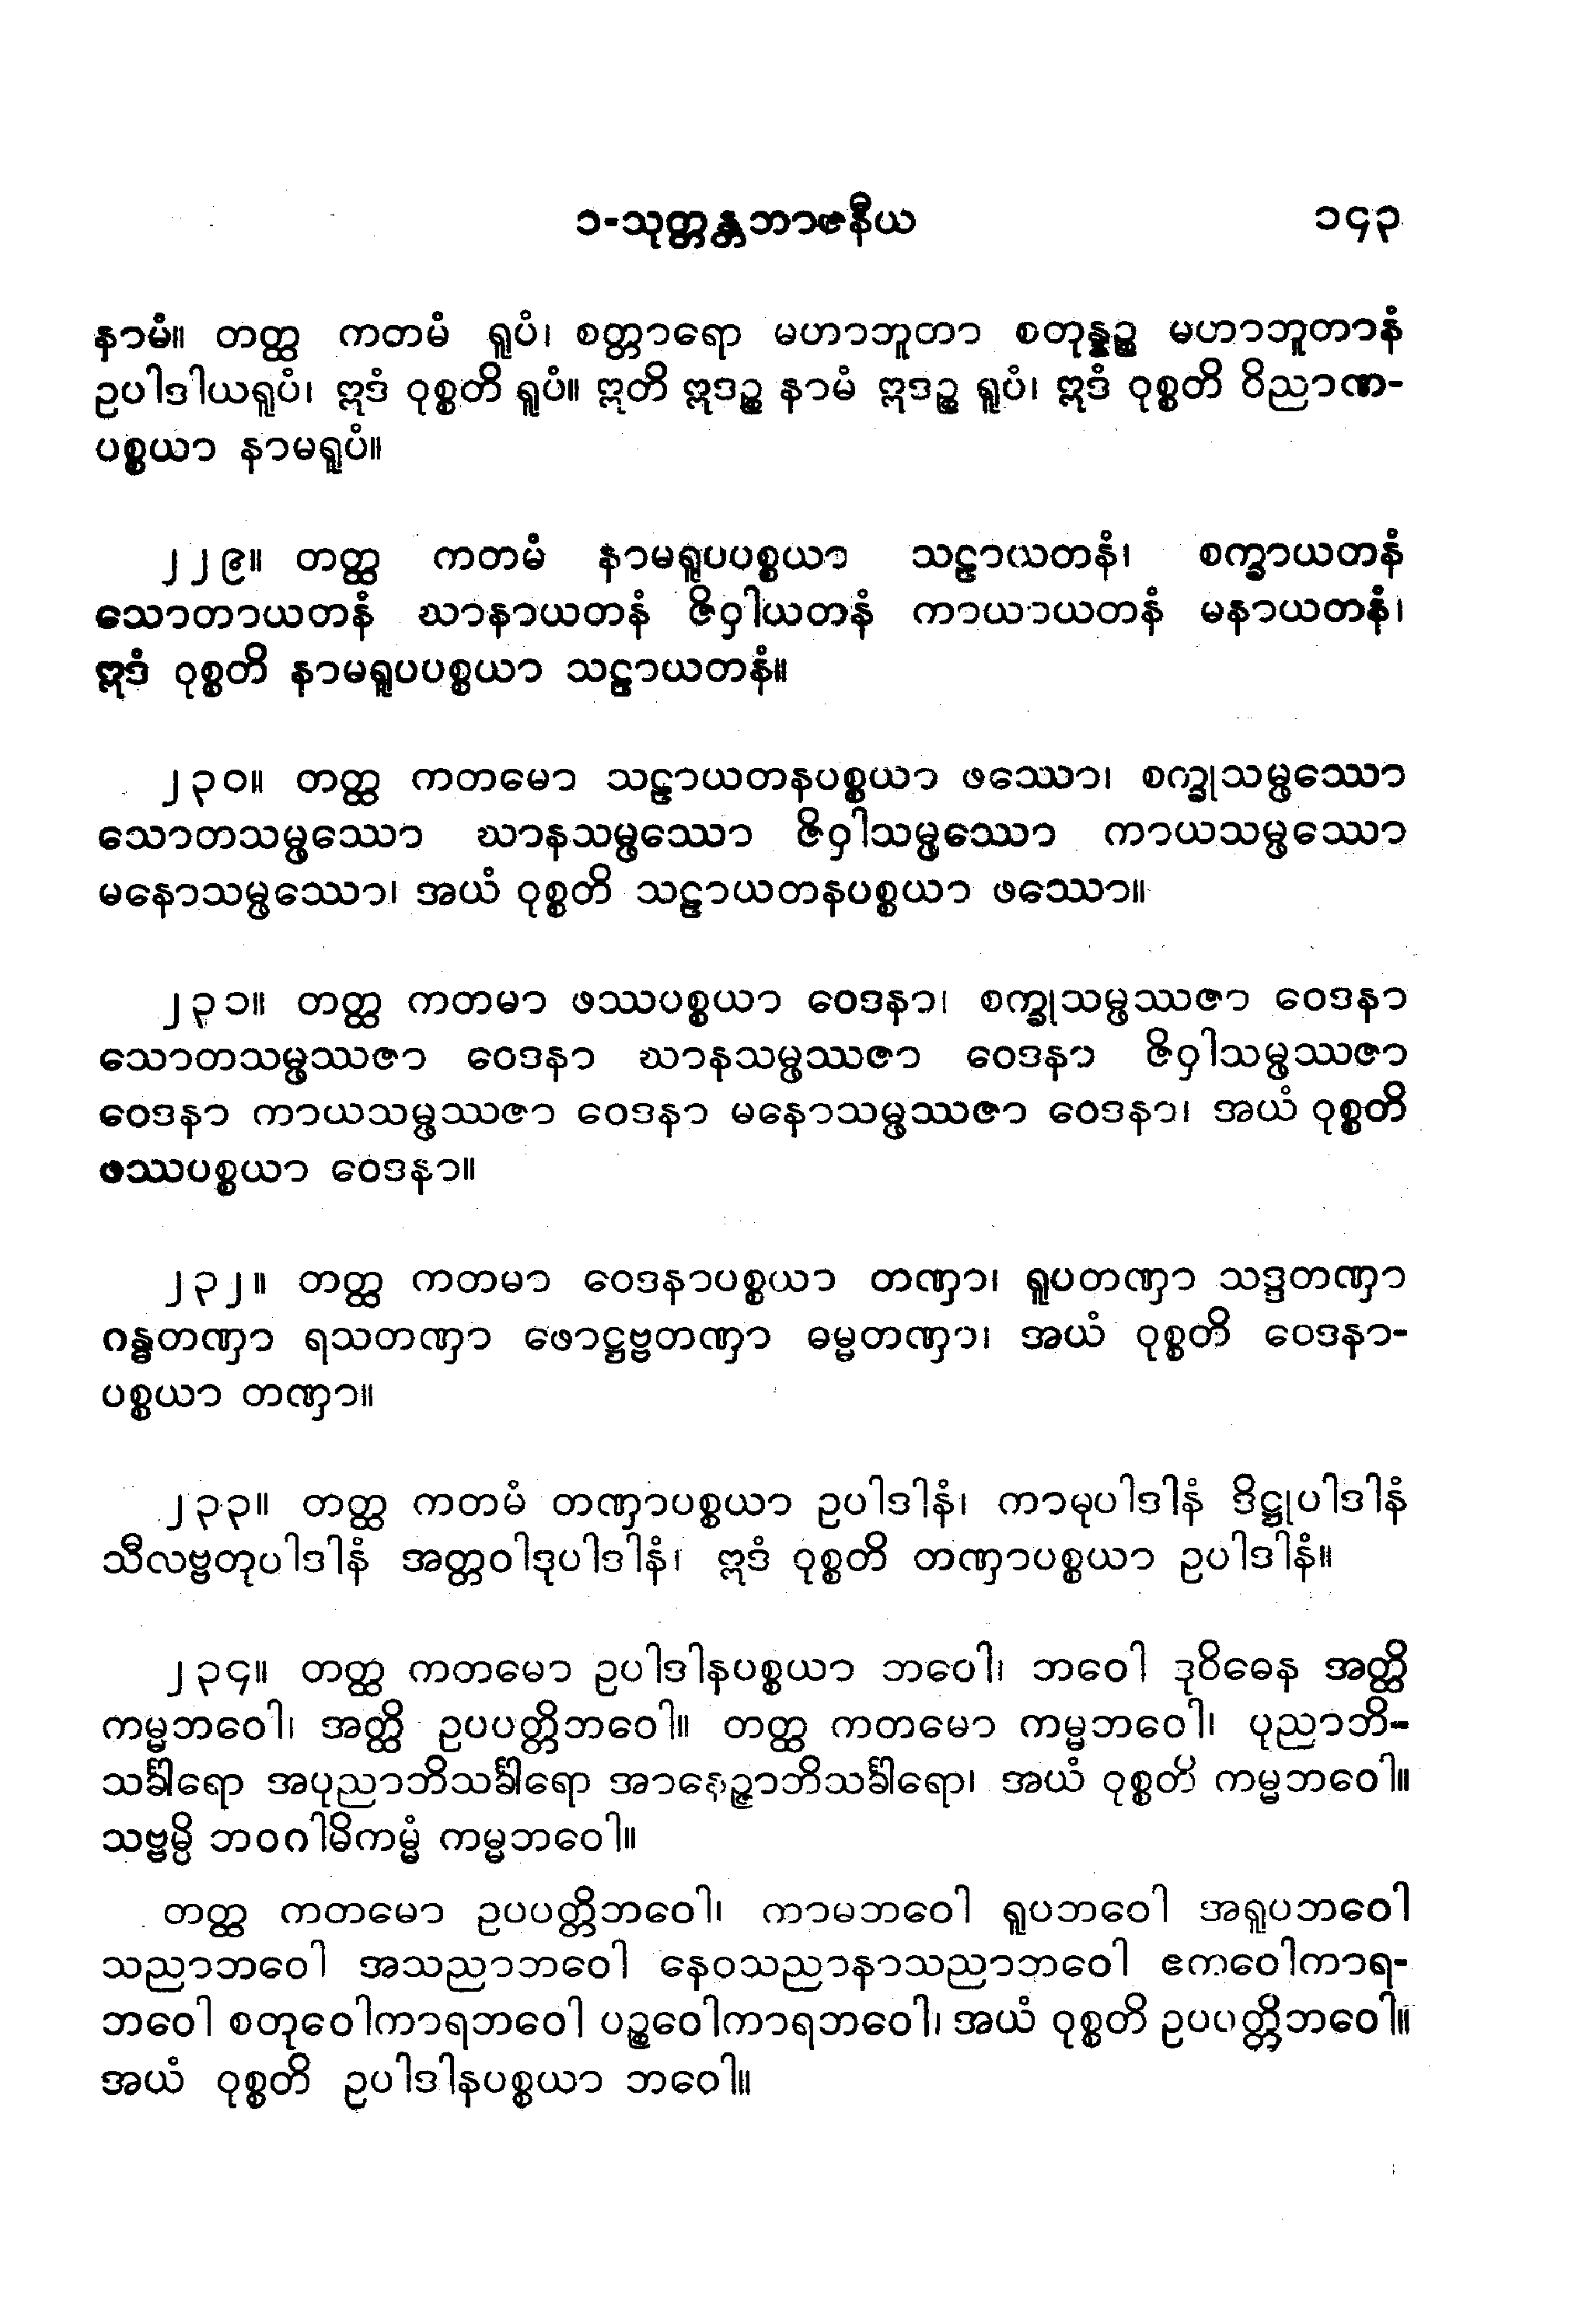 ၁-သုတ္တန္တဘာဇနီယ ၁၄၃
နာမံ။ တတ္ထ ကတမံ ရူပံ၊ စတ္တာရော မဟာဘူတာ စတုန္နဉ္စ မဟာဘူတာနံ
ဥပါဒါယရူပံ၊ ဣဒံ ဝုစ္စတိ ရူပံ။ ဣတိ ဣဒဉ္စ နာမံ ဣဒဉ္စ ရူပံ၊ ဣဒံ ဝုစ္စတိ ဝိညာဏ-
ပစ္စယာ နာမရူပံ။
၂၂၉။ တတ္ထ ကတမံ နာမရူပပစ္စယာ သဠာယတနံ၊ စက္ခာယတနံ
သောတာယတနံ ဃာနာယတနံ ဇိဝှါယတနံ ကာယာယတနံ မနာယတနံ၊
ဣဒံ ဝုစ္စတိ နာမရူပပစ္စယာ သဠာယတနံ။
၂၃၀။ တတ္ထ ကတမော သဠာယတနပစ္စယာ ဖဿော၊ စက္ခုသမ္ဖဿော
သောတသမ္ဖဿော ဃာနသမ္ဖဿော ဇိဝှါသမ္ဖဿော ကာယသမ္ဖဿော
မနောသမ္ဖဿော၊ အယံ ဝုစ္စတိ သဠာယတနပစ္စယာ ဖဿော။
၂၃၁။ တတ္ထ ကတမာ ဖဿပစ္စယာ ဝေဒနာ၊ စက္ခုသမ္ဖဿဇာ ဝေဒနာ
သောတသမ္ဖဿဇာ ဝေဒနာ ဃာနသမ္ဖဿဇာ ဝေဒနာ ဇိဝှါသမ္ဖဿဇာ
ဝေဒနာ ကာယသမ္ဖဿဇာ ဝေဒနာ မနောသမ္ဖဿဇာ ဝေဒနာ၊ အယံ ဝုစ္စတိ
ဖဿပစ္စယာ ဝေဒနာ။
၂၃၂။ တတ္ထ ကတမာ ဝေဒနာပစ္စယာ တဏှာ၊ ရူပတဏှာ သဒ္ဒတဏှာ
ဂန္ဓတဏှာ ရသတဏှာ ဖောဋ္ဌဗ္ဗတဏှာ ဓမ္မတဏှာ၊ အယံ ဝုစ္စတိ ဝေဒနာ-
ပစ္စယာ တဏှာ။
၂၃၃။ တတ္ထ ကတမံ တဏှာပစ္စယာ ဥပါဒါနံ၊ ကာမုပါဒါနံ ဒိဋ္ဌုပါဒါနံ
သီလဗ္ဗတုပါဒါနံ အတ္တဝါဒုပါဒါနံ၊ ဣဒံ ဝုစ္စတိ တဏှာပစ္စယာ ဥပါဒါနံ။
၂၃၄။ တတ္ထ ကတမော ဥပါဒါနပစ္စယာ ဘဝေါ၊ ဘဝေါ ဒုဝိဓေန အတ္ထိ
ကမ္မဘဝေါ၊ အတ္ထိ ဥပပတ္တိဘဝေါ။ တတ္ထ ကတမော ကမ္မဘဝေါ၊ ပုညာဘိ-
သင်္ခါရော အပုညာဘိသင်္ခါရော အာနေဉ္ဇာဘိသင်္ခါရော၊ အယံ ဝုစ္စတိ ကမ္မဘဝေါ။
သဗ္ဗမ္ပိ ဘဝဂါမိကမ္မံ ကမ္မဘဝေါ။
တတ္ထ ကတမော ဥပပတ္တိဘဝေါ၊ ကာမဘဝေါ ရူပဘဝေါ အရူပဘဝေါ
သညာဘဝေါ အသညာဘဝေါ နေဝသညာနာသညာဘဝေါ ဧကဝေါကာရ-
ဘဝေါ စတုဝေါကာရဘဝေါ ပဉ္စဝေါကာရဘဝေါ၊ အယံ ဝုစ္စတိ ဥပပတ္တိဘဝေါ။
အယံ ဝုစ္စတိ ဥပါဒါနပစ္စယာ ဘဝေါ။